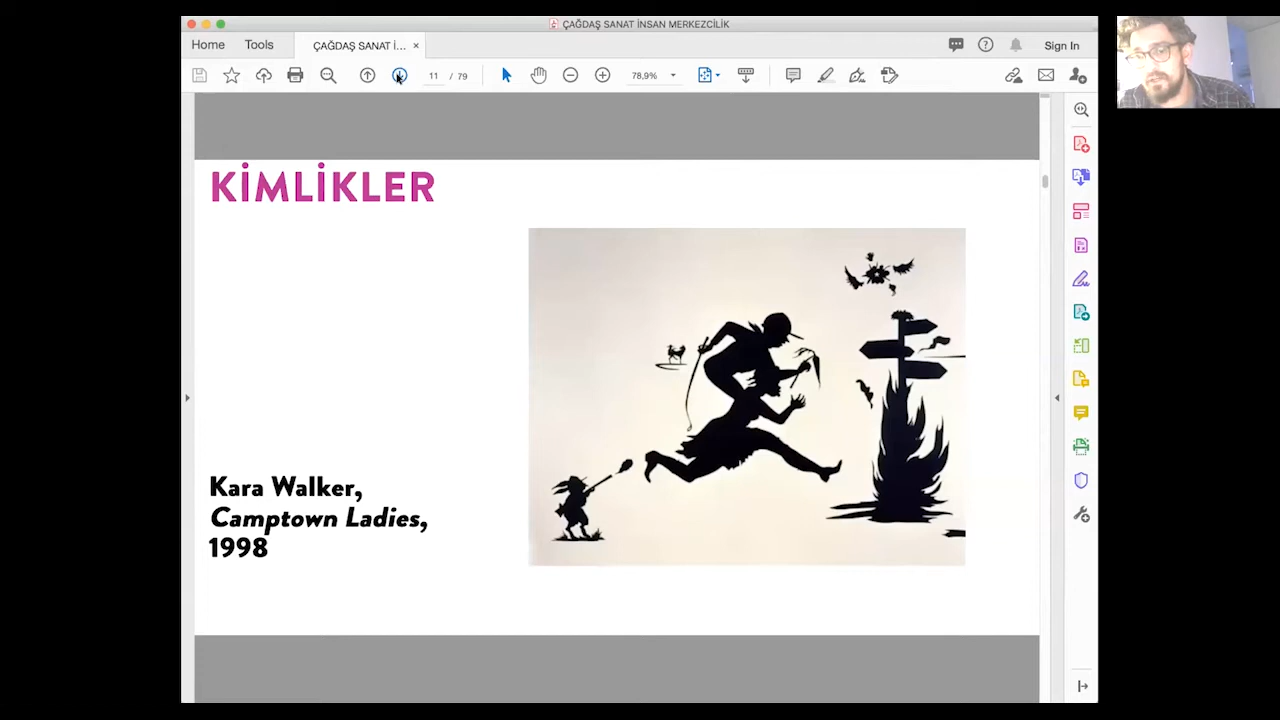 ÇAĞDAŞ SANAT İNSAN MERKEZCİLİK
Home Tools ÇAĞDAŞ SANAT İ... × Sign In
11 / 79 78,9%
KİMLİKLER
Kara Walker,
Camptown Ladies,
1998